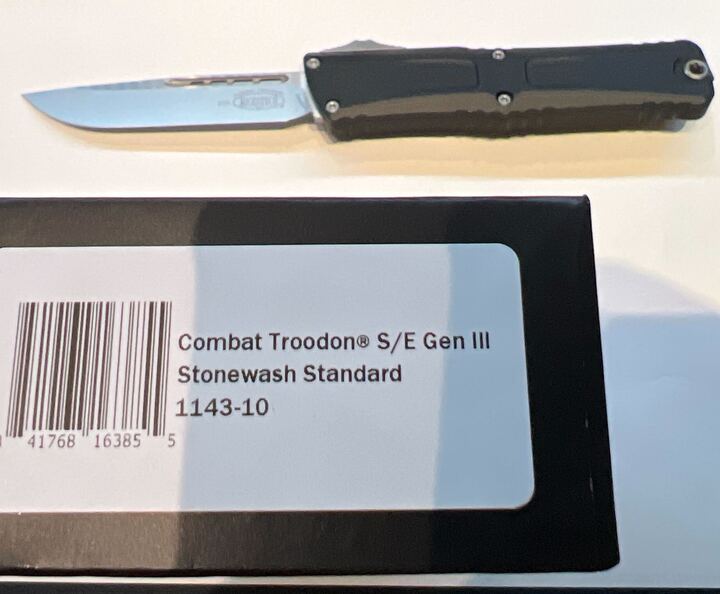 Combat Troodon® S/E Gen III
Stonewash Standard
1143-10
41768 16385 5